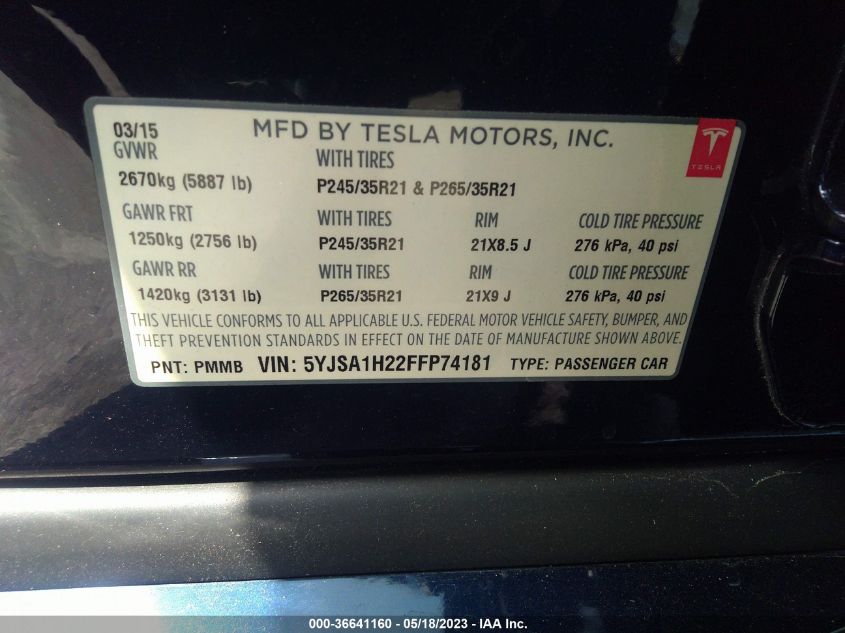 03/15 MFD BY TESLA MOTORS, INC.
TESLA
GVWR WITH TIRES
2670kg (5887 lb) P245/35R21 & P265/35R21
GAWR FRT WITH TIRES RIM COLD TIRE PRESSURE
1250kg (2756 lb) P245/35R21 21X8.5 J 276 kPa, 40 psi
GAWR RR WITH TIRES RIM COLD TIRE PRESSURE
1420kg (3131 lb) P265/35R21 21X9 J 276 kPa, 40 psi
THIS VEHICLE CONFORMS TO ALL APPLICABLE U.S. FEDERAL MOTOR VEHICLE SAFETY, BUMPER, AND
THEFT PREVENTION STANDARDS IN EFFECT ON THE DATE OF MANUFACTURE SHOWN ABOVE.
PNT: PMMB VIN: 5YJSA1H22FFP74181 TYPE: PASSENGER CAR
000-36641160 - 05/18/2023 - IAA Inc.